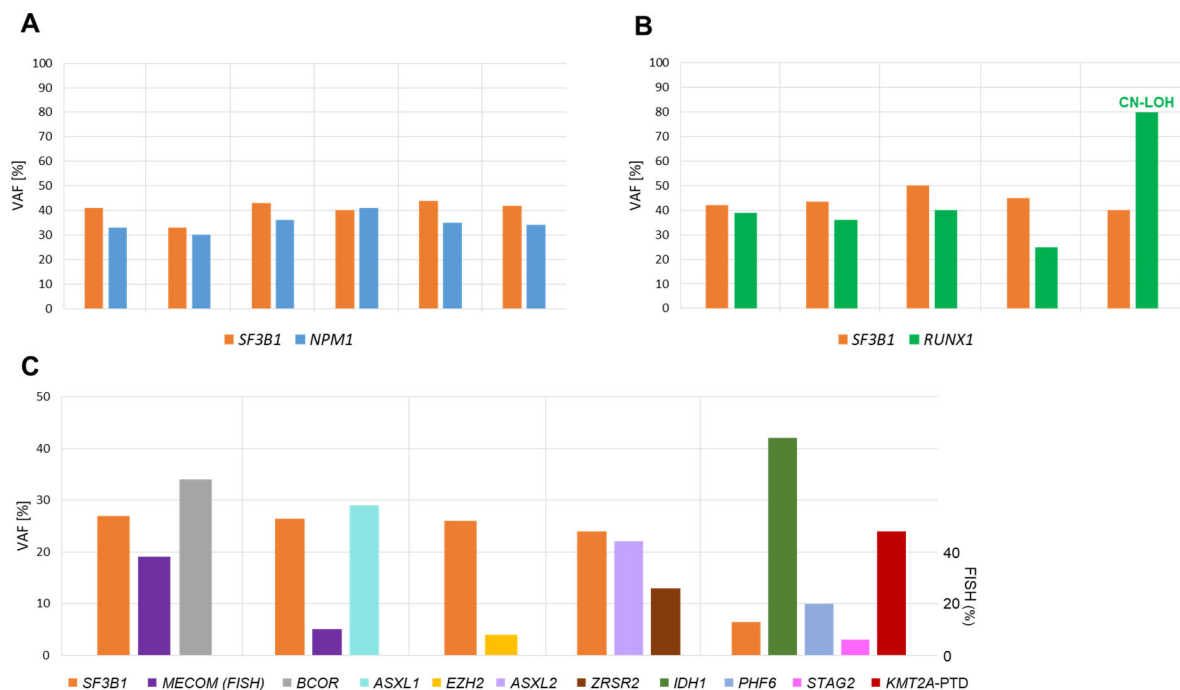 A
100
90
80
70
60
50
40
30
20
10
0
VAF [%]
SF3B1 NPM1
B
100
90
80
70
60
50
40
30
20
10
0
VAF [%]
CN-LOH
SF3B1 RUNX1
C
50
40
30
20
10
0
VAF [%]
40
20
0
FISH (%)
SF3B1 MECOM (FISH) BCOR ASXL1 EZH2 ASXL2 ZRSR2 IDH1 PHF6 STAG2 KMT2A-PTD